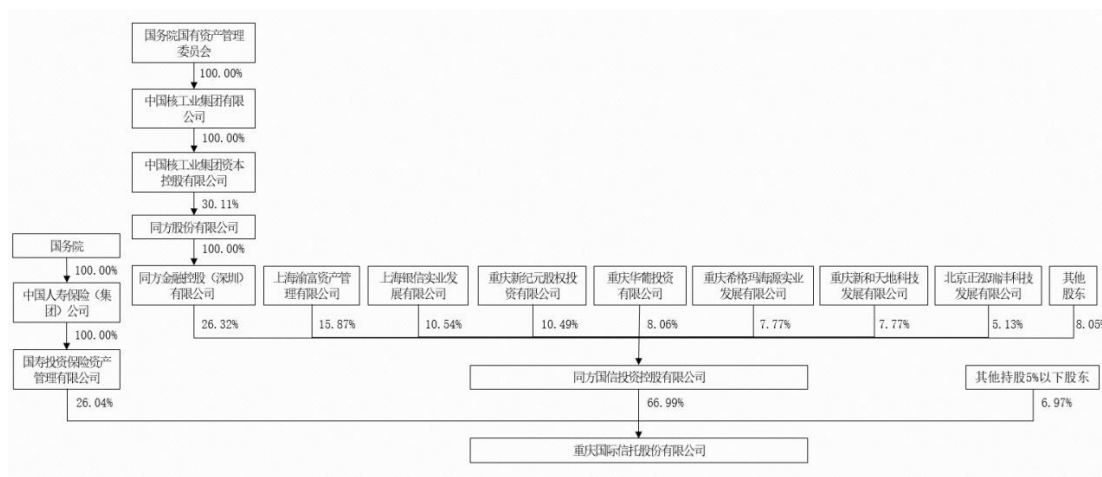 国务院国有资产管理
委员会
100.00%
中国核工业集团有限
公司
100.00%
中国核工业集团资本
控股有限公司
30.11%
同方股份有限公司
100.00%
国务院
100.00%
中国人寿保险（集
团）公司
100.00%
国寿投资保险资产
管理有限公司
26.04%
同方金融控股（深圳）
有限公司
26.32%
上海渝富资产管
理有限公司
15.87%
上海银信实业发
展有限公司
10.54%
重庆新纪元股权投
资有限公司
10.49%
重庆华葡投资
有限公司
8.06%
重庆希格玛海源实业
发展有限公司
7.77%
重庆新和天地科技
发展有限公司
7.77%
北京正泓瑞沣科技
发展有限公司
5.13%
其他
股东
8.05%
同方国信投资控股有限公司
66.99%
其他持股5%以下股东
6.97%
重庆国际信托股份有限公司